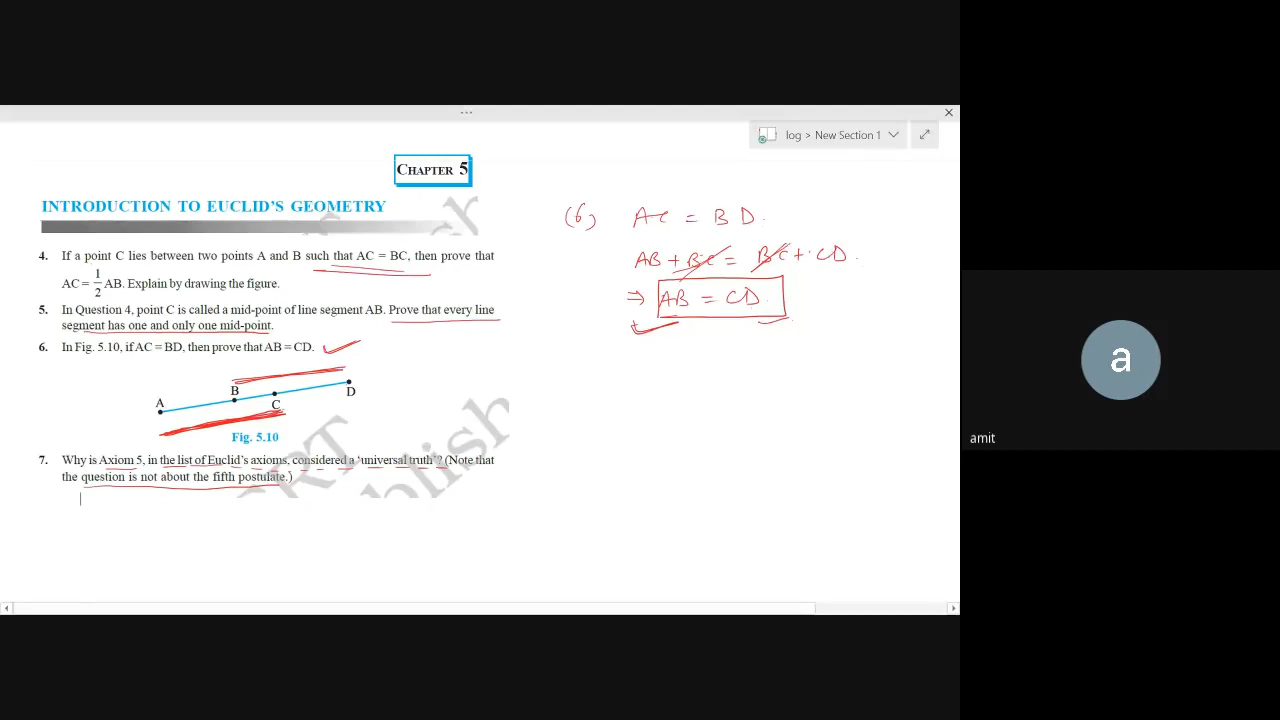 log > New Section 1
CHAPTER 5
INTRODUCTION TO EUCLID'S GEOMETRY
4. If a point C lies between two points A and B such that AC = BC, then prove that
AC = 1/2 AB. Explain by drawing the figure.
5. In Question 4, point C is called a mid-point of line segment AB. Prove that every line
segment has one and only one mid-point.
6. In Fig. 5.10, if AC = BD, then prove that AB = CD.
A B C D
Fig. 5.10
7. Why is Axiom 5, in the list of Euclid's axioms, considered a 'universal truth'? (Note that
the question is not about the fifth postulate.)
(6) AC = BD.
AB + BC = BC + CD.
⇒ AB = CD.
a
amit